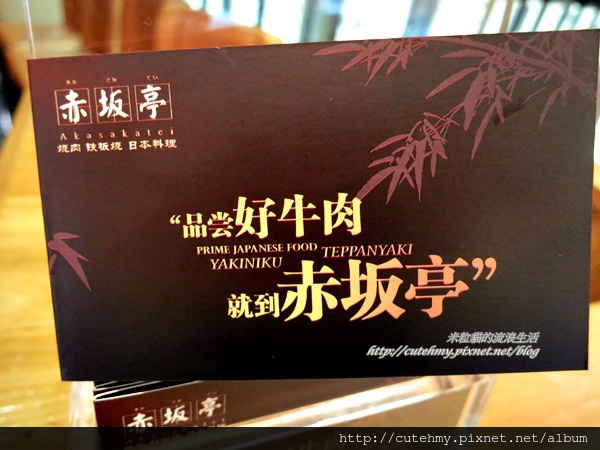 あか さか てい
赤坂亭
Akasakatei
焼肉 鉄板焼 日本料理
“品尝好牛肉
PRIME JAPANESE FOOD TEPPANYAKI
YAKINIKU
就到赤坂亭”
米粒貓的流浪生活
http://cutehmy.pixnet.net/blog
赤坂亭
http://cutehmy.pixnet.net/album